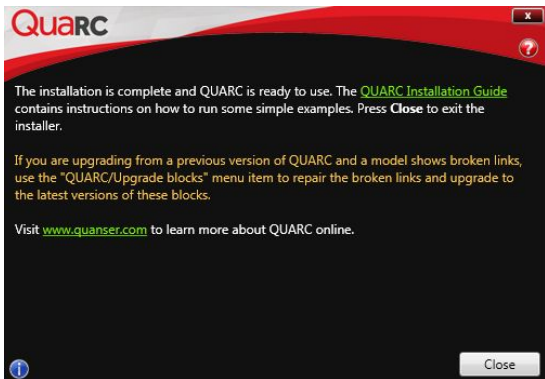 QUARC
x
?
The installation is complete and QUARC is ready to use. The QUARC Installation Guide
contains instructions on how to run some simple examples. Press Close to exit the
installer.
If you are upgrading from a previous version of QUARC and a model shows broken links,
use the "QUARC/Upgrade blocks" menu item to repair the broken links and upgrade to
the latest versions of these blocks.
Visit www.quanser.com to learn more about QUARC online.
i
Close